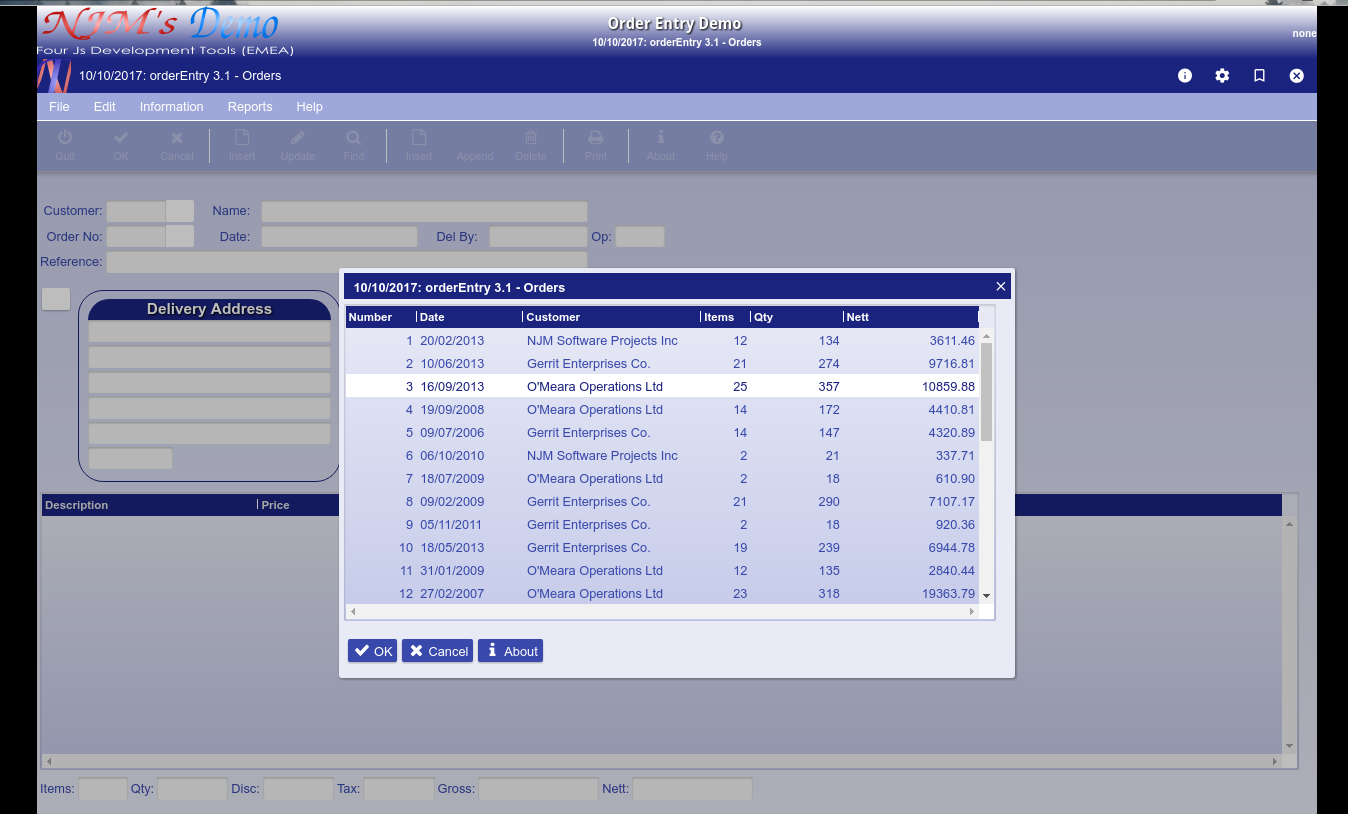 NJM's Demo
Four Js Development Tools (EMEA)
Order Entry Demo
10/10/2017: orderEntry 3.1 - Orders
none
10/10/2017: orderEntry 3.1 - Orders
File Edit Information Reports Help
Quit OK Cancel Insert Update Find Insert Append Delete Print About Help
Customer: Name:
Order No: Date: Del By: Op:
Reference:
Delivery Address
10/10/2017: orderEntry 3.1 - Orders
Number Date Customer Items Qty Nett
1 20/02/2013 NJM Software Projects Inc 12 134 3611.46
2 10/06/2013 Gerrit Enterprises Co. 21 274 9716.81
3 16/09/2013 O'Meara Operations Ltd 25 357 10859.88
4 19/09/2008 O'Meara Operations Ltd 14 172 4410.81
5 09/07/2006 Gerrit Enterprises Co. 14 147 4320.89
6 06/10/2010 NJM Software Projects Inc 2 21 337.71
7 18/07/2009 O'Meara Operations Ltd 2 18 610.90
8 09/02/2009 Gerrit Enterprises Co. 21 290 7107.17
9 05/11/2011 Gerrit Enterprises Co. 2 18 920.36
10 18/05/2013 Gerrit Enterprises Co. 19 239 6944.78
11 31/01/2009 O'Meara Operations Ltd 12 135 2840.44
12 27/02/2007 O'Meara Operations Ltd 23 318 19363.79
OK Cancel About
Description Price
Items: Qty: Disc: Tax: Gross: Nett: